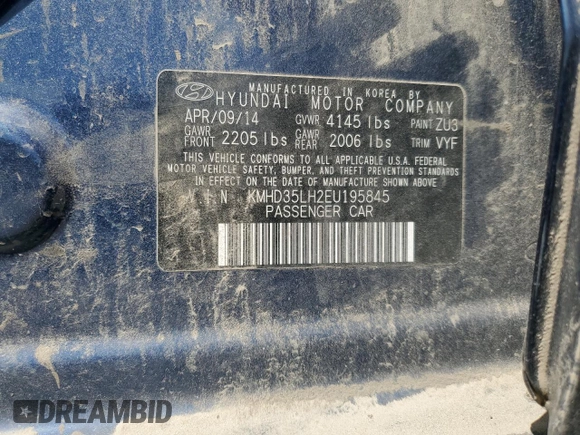 MANUFACTURED IN KOREA BY
HYUNDAI MOTOR COMPANY
APR/09/14 GVWR 4145 lbs PAINT ZU3
GAWR FRONT 2205 lbs GAWR REAR 2006 lbs TRIM VYF
THIS VEHICLE CONFORMS TO ALL APPLICABLE U.S.A. FEDERAL
MOTOR VEHICLE SAFETY, BUMPER, AND THEFT PREVENTION
STANDARDS IN EFFECT ON THE DATE OF MANUFACTURE SHOWN ABOVE.
V I N KMHD35LH2EU195845
PASSENGER CAR
DREAMBID